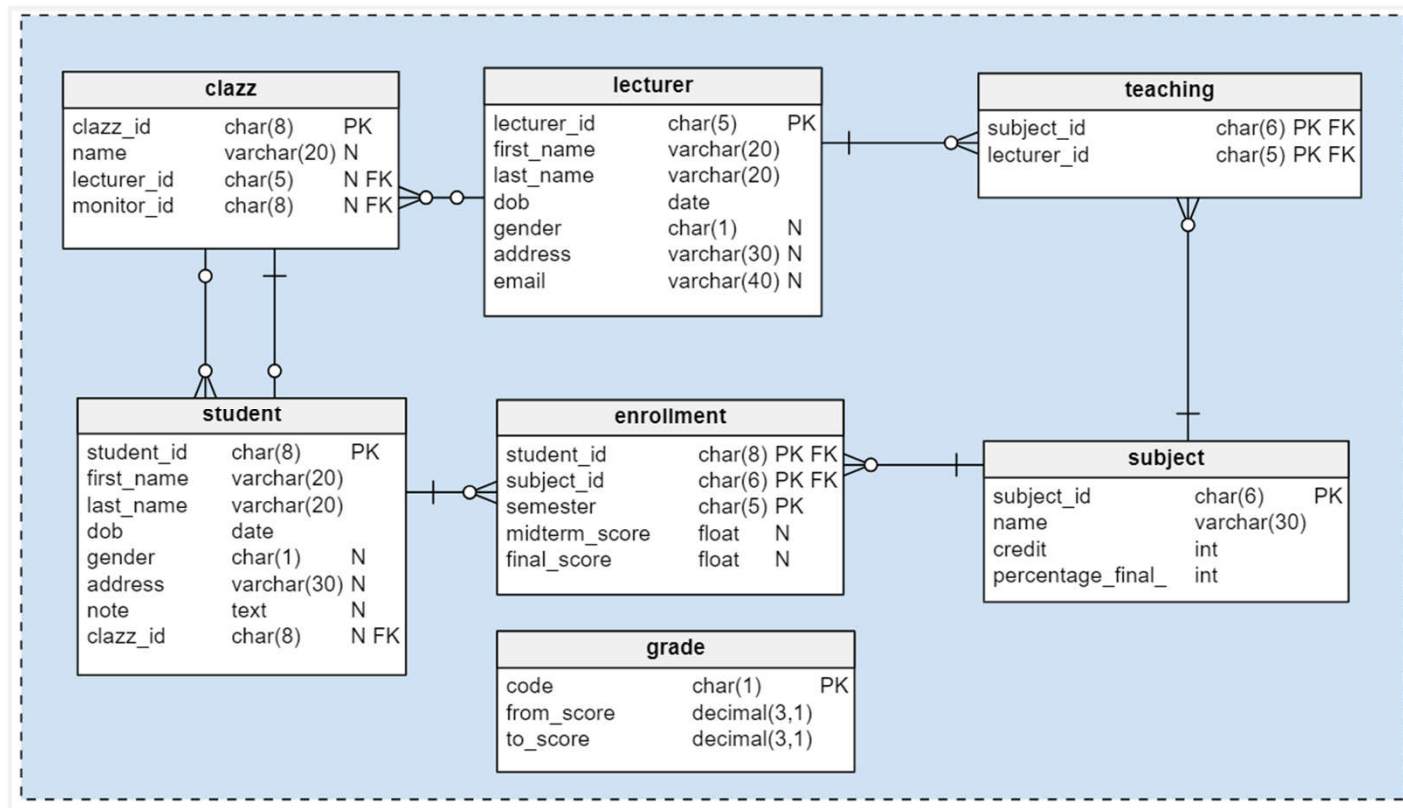 clazz
clazz_id char(8) PK
name varchar(20) N
lecturer_id char(5) N FK
monitor_id char(8) N FK
lecturer
lecturer_id char(5) PK
first_name varchar(20)
last_name varchar(20)
dob date
gender char(1) N
address varchar(30) N
email varchar(40) N
teaching
subject_id char(6) PK FK
lecturer_id char(5) PK FK
student
student_id char(8) PK
first_name varchar(20)
last_name varchar(20)
dob date
gender char(1) N
address varchar(30) N
note text N
clazz_id char(8) N FK
enrollment
student_id char(8) PK FK
subject_id char(6) PK FK
semester char(5) PK
midterm_score float N
final_score float N
subject
subject_id char(6) PK
name varchar(30)
credit int
percentage_final_ int
grade
code char(1) PK
from_score decimal(3,1)
to_score decimal(3,1)